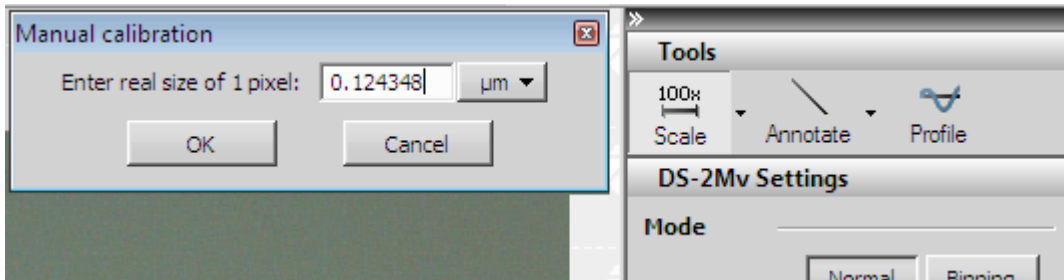 Manual calibration
Enter real size of 1 pixel: 0.124348 µm
OK Cancel
»
Tools
100x
Scale Annotate Profile
DS-2Mv Settings
Mode
Normal Binning